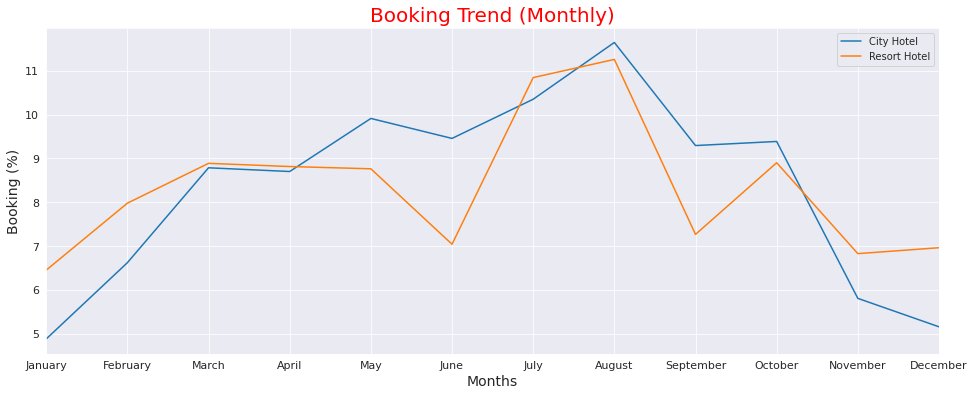 Booking Trend (Monthly)
City Hotel
Resort Hotel
Booking (%)
11
10
9
8
7
6
5
January February March April May June July August September October November December
Months